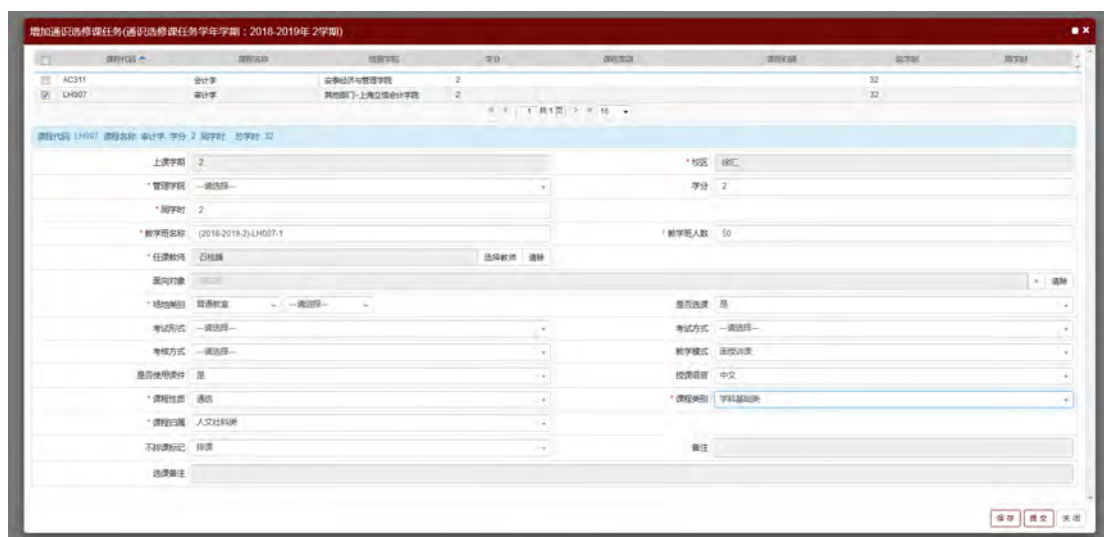 增加通识选修课任务(通识选修课任务学年学期：2018-2019年 2学期)
课程代码 课程名称 管理学院 学分 课程类别 课程归属 总学时 周学时
AC311 会计学 安泰经济与管理学院 2 32
LH007 审计学 其他部门-上海立信会计学院 2 32
1 共1页 16
课程代码 LH007 课程名称 审计学 学分 2 周学时 总学时 32
上课学期 2 *校区 徐汇
*管理学院 ---请选择--- 学分 2
*周学时 2
*教学班名称 (2018-2019-2)-LH007-1 *教学班人数 50
*任课教师 选择教师 清除
面向对象 清除
*场地类别 普通教室 ---请选择--- 是否选课 是
考试形式 ---请选择--- 考试方式 ---请选择---
考核方式 ---请选择--- 教学模式 面授讲课
是否使用课件 是 授课语言 中文
*课程性质 通选 *课程类别 学科基础类
*课程归属 人文社科类
不排课标记 排课 备注
选课备注
保存 提交 关闭